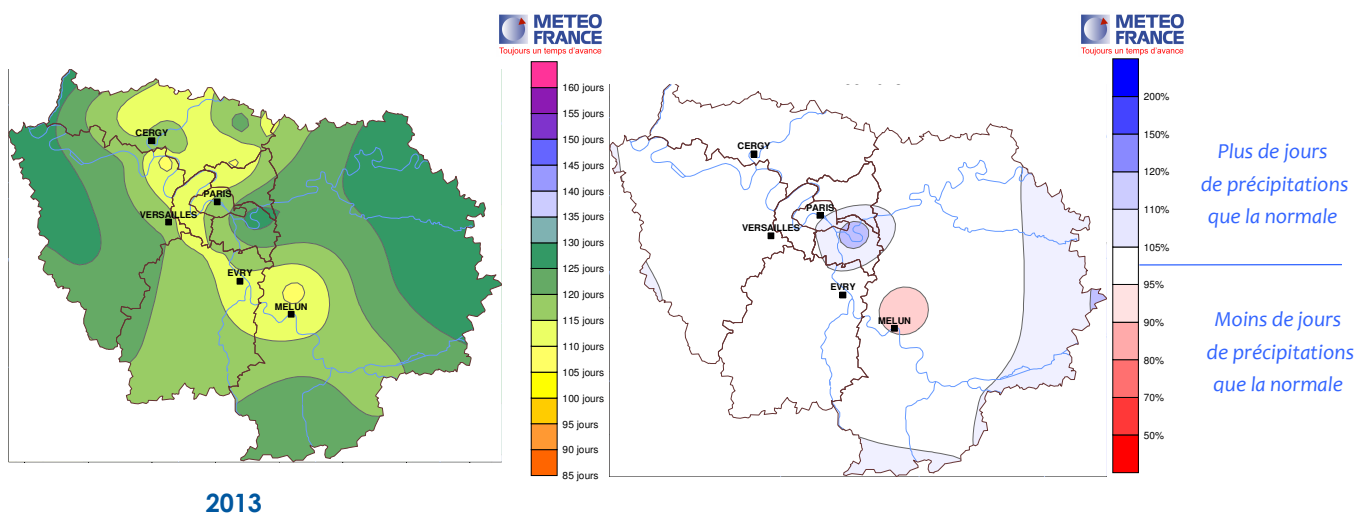 METEO
FRANCE
Toujours un temps d'avance
CERGY
PARIS
VERSAILLES
EVRY
MELUN
2013
160 jours
155 jours
150 jours
145 jours
140 jours
135 jours
130 jours
125 jours
120 jours
115 jours
110 jours
105 jours
100 jours
95 jours
90 jours
85 jours
METEO
FRANCE
Toujours un temps d'avance
CERGY
PARIS
VERSAILLES
EVRY
MELUN
200%
150%
120%
110%
105%
95%
90%
80%
70%
50%
Plus de jours
de précipitations
que la normale
Moins de jours
de précipitations
que la normale